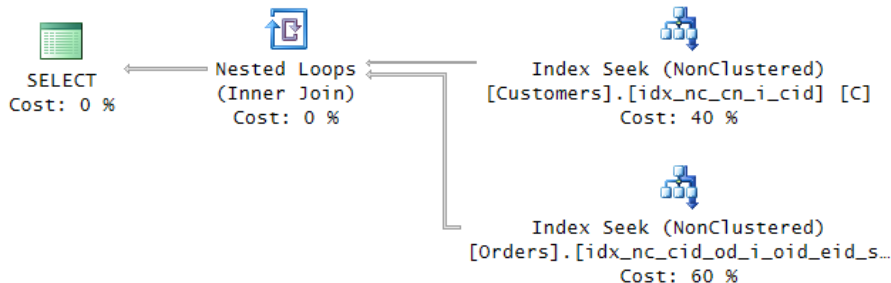 SELECT
Cost: 0 %
Nested Loops
(Inner Join)
Cost: 0 %
Index Seek (NonClustered)
[Customers].[idx_nc_cn_i_cid] [C]
Cost: 40 %
Index Seek (NonClustered)
[Orders].[idx_nc_cid_od_i_oid_eid_s…
Cost: 60 %